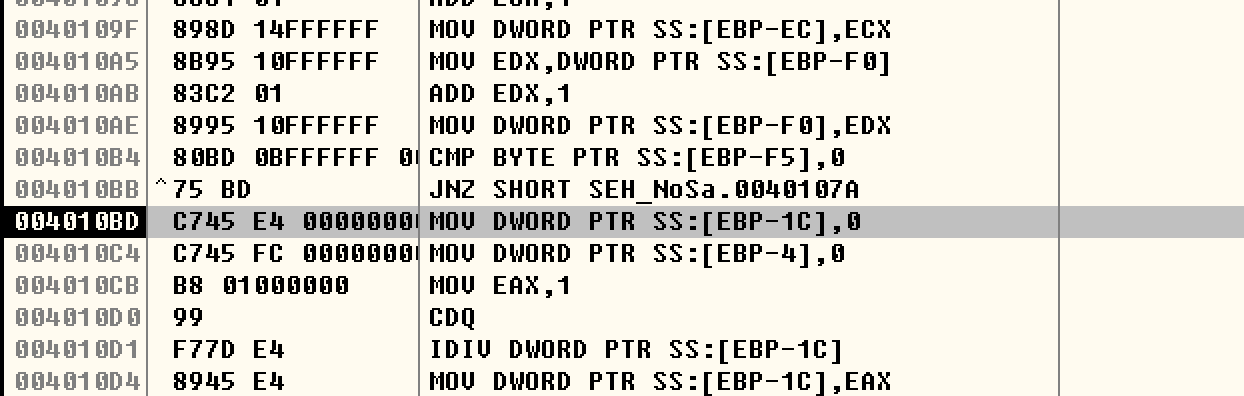 0040109F 898D 14FFFFFF MOV DWORD PTR SS:[EBP-EC],ECX
004010A5 8B95 10FFFFFF MOV EDX,DWORD PTR SS:[EBP-F0]
004010AB 83C2 01 ADD EDX,1
004010AE 8995 10FFFFFF MOV DWORD PTR SS:[EBP-F0],EDX
004010B4 80BD 0BFFFFFF 0 CMP BYTE PTR SS:[EBP-F5],0
004010BB ^75 BD JNZ SHORT SEH_NoSa.0040107A
004010BD C745 E4 0000000 MOV DWORD PTR SS:[EBP-1C],0
004010C4 C745 FC 0000000 MOV DWORD PTR SS:[EBP-4],0
004010CB B8 01000000 MOV EAX,1
004010D0 99 CDQ
004010D1 F77D E4 IDIV DWORD PTR SS:[EBP-1C]
004010D4 8945 E4 MOV DWORD PTR SS:[EBP-1C],EAX